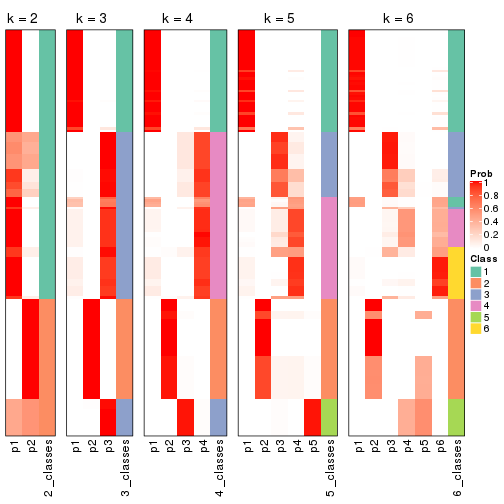 k = 2
k = 3
k = 4
k = 5
k = 6
Prob
1
0.8
0.6
0.4
0.2
0
Class
1
2
3
4
5
6
p1
p2
2_classes
p1
p2
p3
3_classes
p1
p2
p3
p4
4_classes
p1
p2
p3
p4
p5
5_classes
p1
p2
p3
p4
p5
p6
6_classes